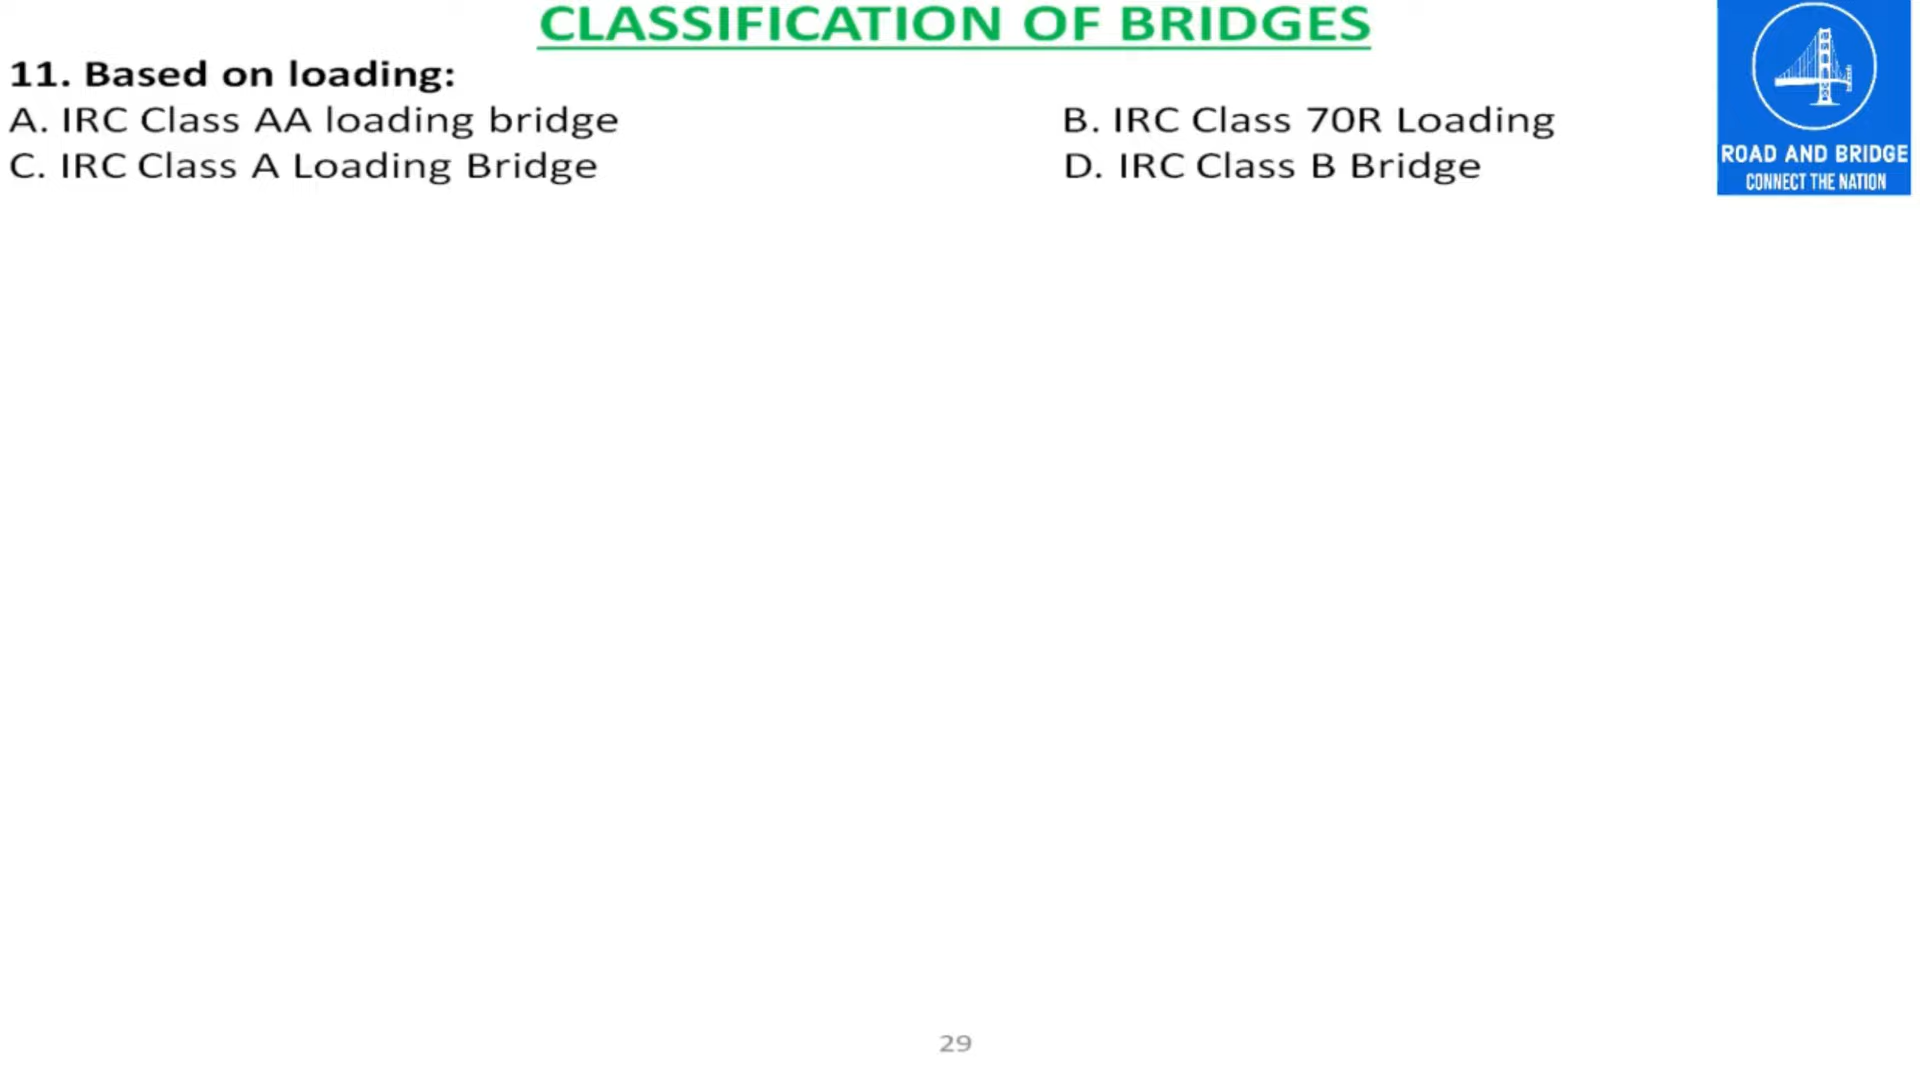 CLASSIFICATION OF BRIDGES
11. Based on loading:
A. IRC Class AA loading bridge
B. IRC Class 70R Loading
C. IRC Class A Loading Bridge
D. IRC Class B Bridge
ROAD AND BRIDGE
CONNECT THE NATION
29